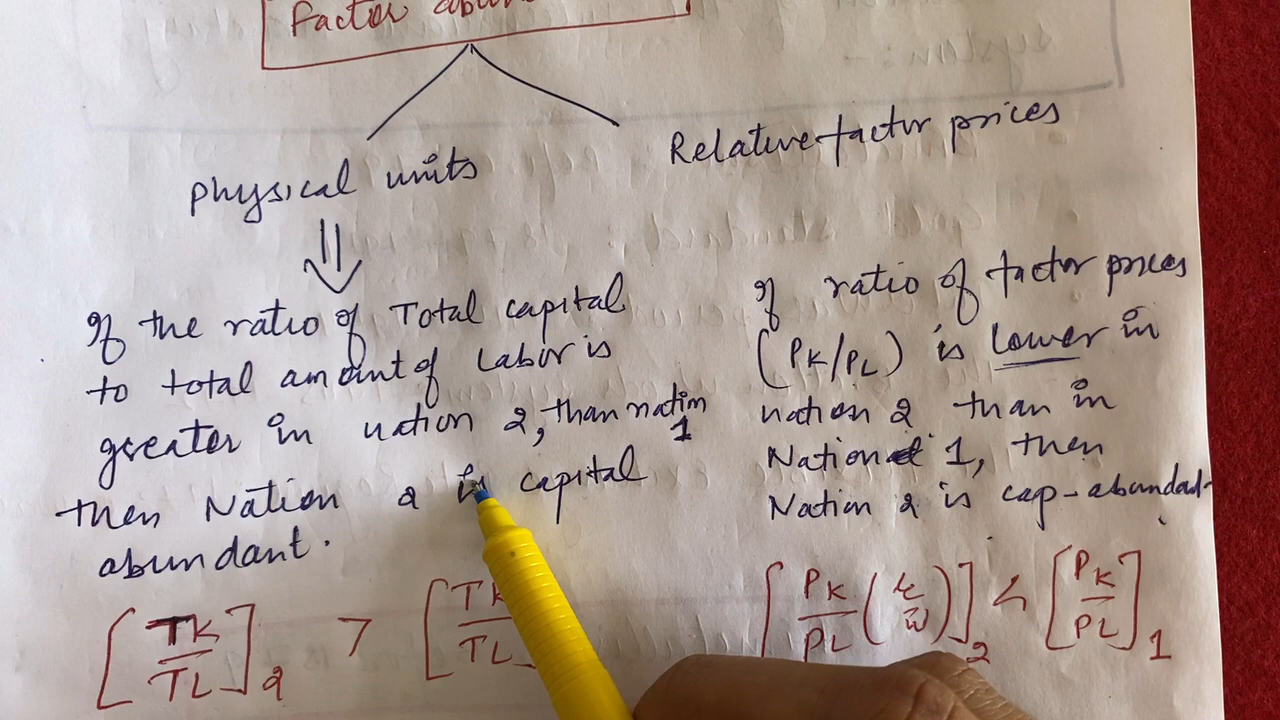 Factor
Physical units
Relative factor prices
If the ratio of Total capital
to total amount of Labor is
greater in nation 2, than nation
1
then Nation 2 is capital
abundant.
[TK/TL]2 > [TK/TL
If ratio of factor prices
(PK/PL) is lower in
nation 2 than in
Nation 1, then
Nation 2 is cap-abundant
[PK/PL (r/w)]2 < [PK/PL]1